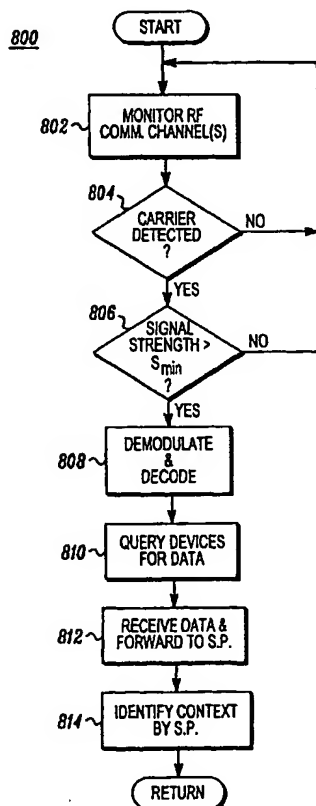 800
START
802
MONITOR RF
COMM. CHANNEL(S)
804
CARRIER
DETECTED
?
NO
YES
806
SIGNAL
STRENGTH >
Smin
?
NO
YES
808
DEMODULATE
&
DECODE
810
QUERY DEVICES
FOR DATA
812
RECEIVE DATA &
FORWARD TO S.P.
814
IDENTIFY CONTEXT
BY S.P.
RETURN